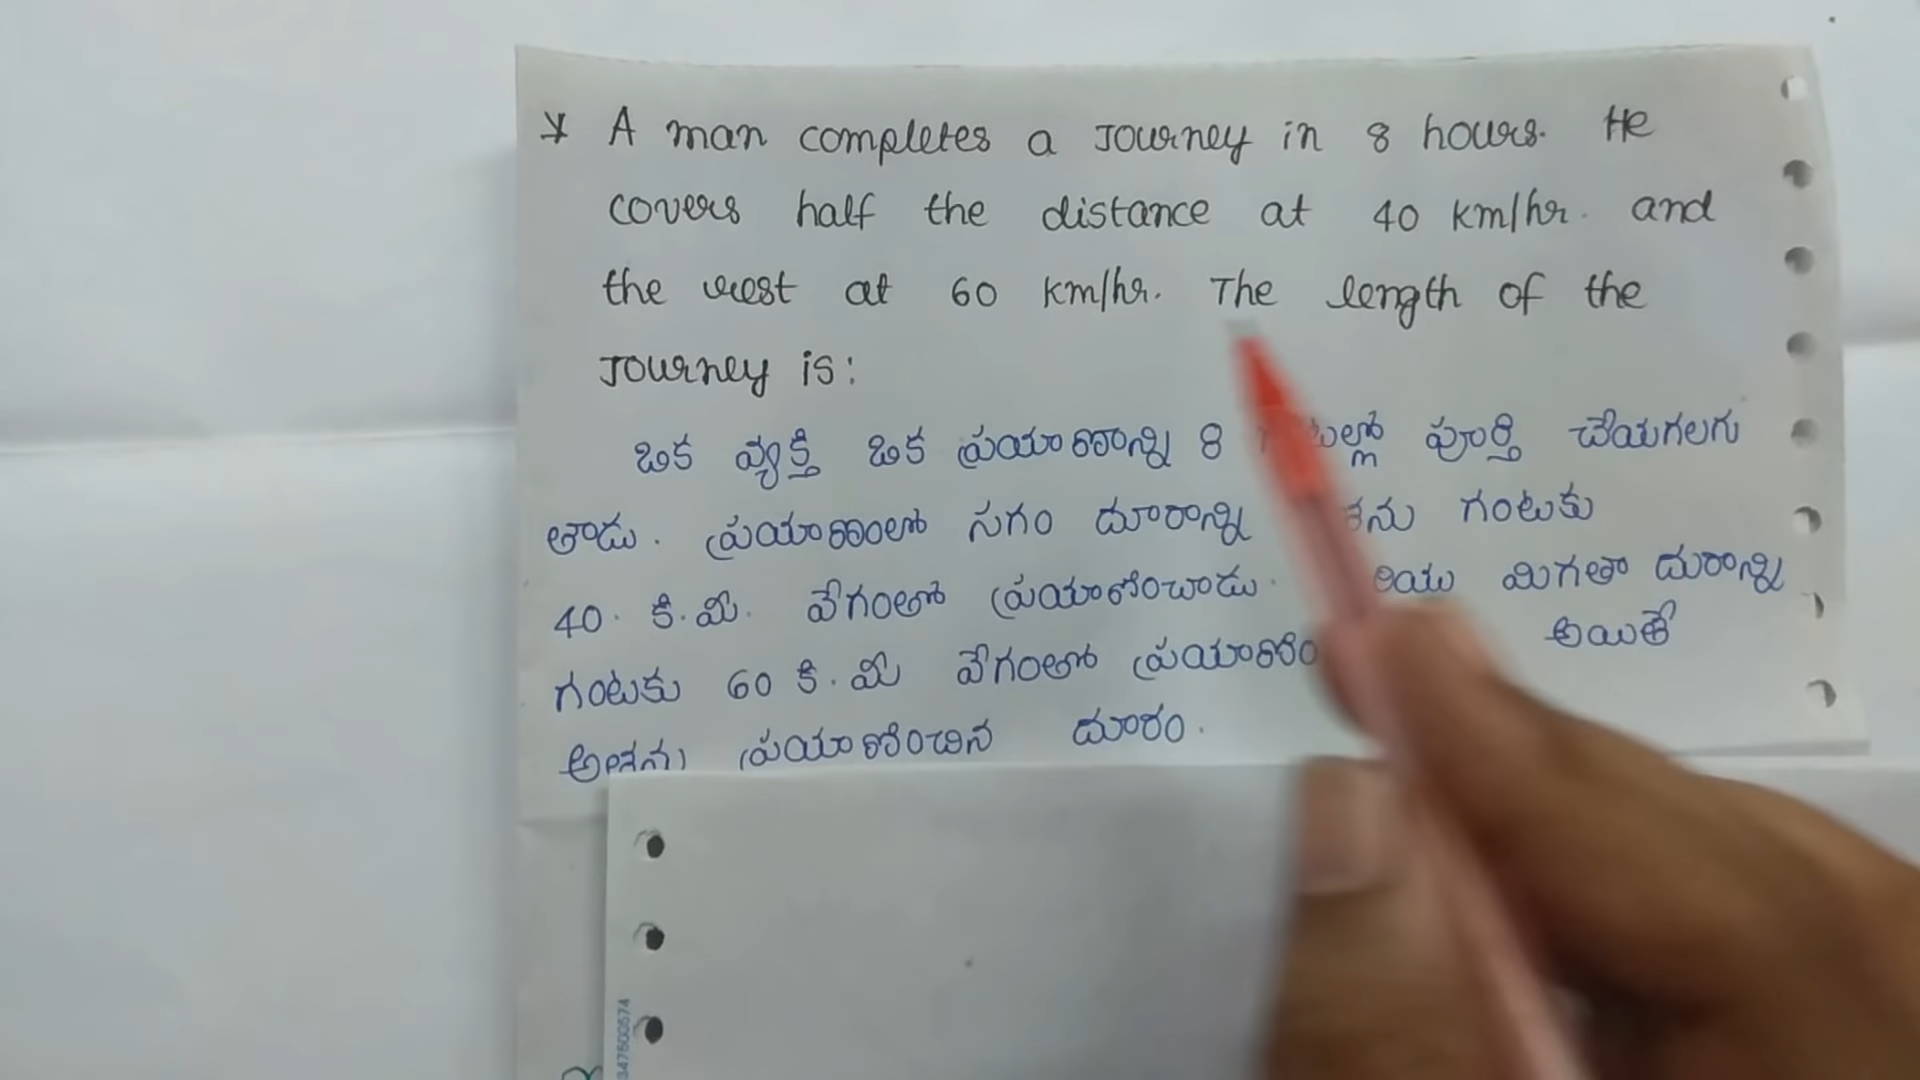 * A man completes a Journey in 8 hours. He
covers half the distance at 40 km/hr. and
the rest at 60 km/hr. The length of the
Journey is:
ఒక వ్యక్తి ఒక ప్రయాణాన్ని 8 పూర్తి చేయగలగు
తాడు. ప్రయాణంలో సగం దూరాన్ని గంటకు
40. కి.మీ. వేగంతో ప్రయాణించాడు. మిగతా దురాన్ని
గంటకు 60 కి.మీ వేగంతో అయితే
అతను ప్రయాణించిన దూరం.
347500574